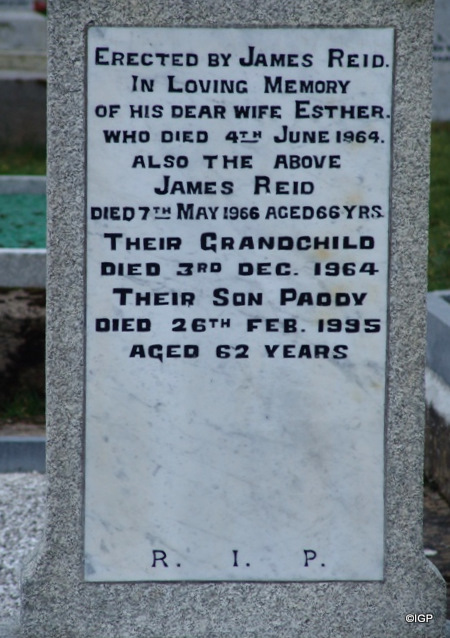 ERECTED BY JAMES REID.
IN LOVING MEMORY
OF HIS DEAR WIFE ESTHER.
WHO DIED 4TH JUNE 1964.
ALSO THE ABOVE
JAMES REID
DIED 7TH MAY 1966 AGED 66 YRS.
THEIR GRANDCHILD
DIED 3RD DEC. 1964
THEIR SON PADDY
DIED 26TH FEB. 1995
AGED 62 YEARS
R. I. P.
©IGP